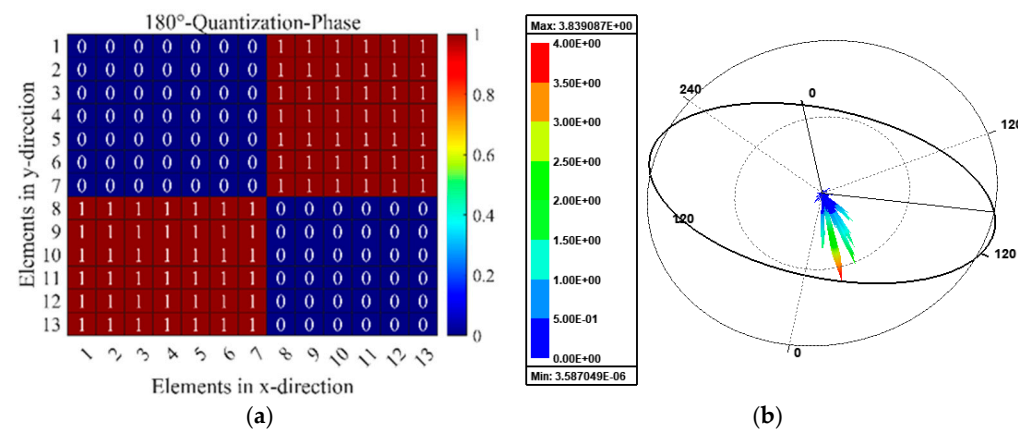 180°-Quantization-Phase
1 0 0 0 0 0 0 0 1 1 1 1 1 1
2 0 0 0 0 0 0 0 1 1 1 1 1 1
3 0 0 0 0 0 0 0 1 1 1 1 1 1
4 0 0 0 0 0 0 0 1 1 1 1 1 1
5 0 0 0 0 0 0 0 1 1 1 1 1 1
6 0 0 0 0 0 0 0 1 1 1 1 1 1
7 0 0 0 0 0 0 0 1 1 1 1 1 1
8 1 1 1 1 1 1 1 0 0 0 0 0 0
9 1 1 1 1 1 1 1 0 0 0 0 0 0
10 1 1 1 1 1 1 1 0 0 0 0 0 0
11 1 1 1 1 1 1 1 0 0 0 0 0 0
12 1 1 1 1 1 1 1 0 0 0 0 0 0
13 1 1 1 1 1 1 1 0 0 0 0 0 0
1 2 3 4 5 6 7 8 9 10 11 12 13
Elements in x-direction
Elements in y-direction
1
0.8
0.6
0.4
0.2
0
(a)
Max: 3.839087E+00
4.00E+00
3.50E+00
3.00E+00
2.50E+00
2.00E+00
1.50E+00
1.00E+00
5.00E-01
0.00E+00
Min: 3.587049E-06
240
0
120
120
120
0
(b)